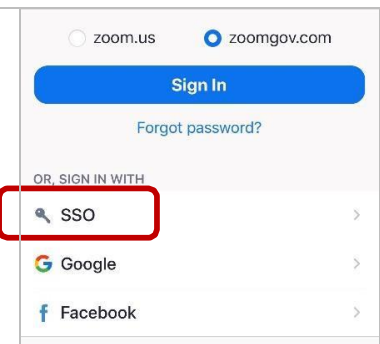 zoom.us zoomgov.com
Sign In
Forgot password?
OR, SIGN IN WITH
SSO
Google
Facebook